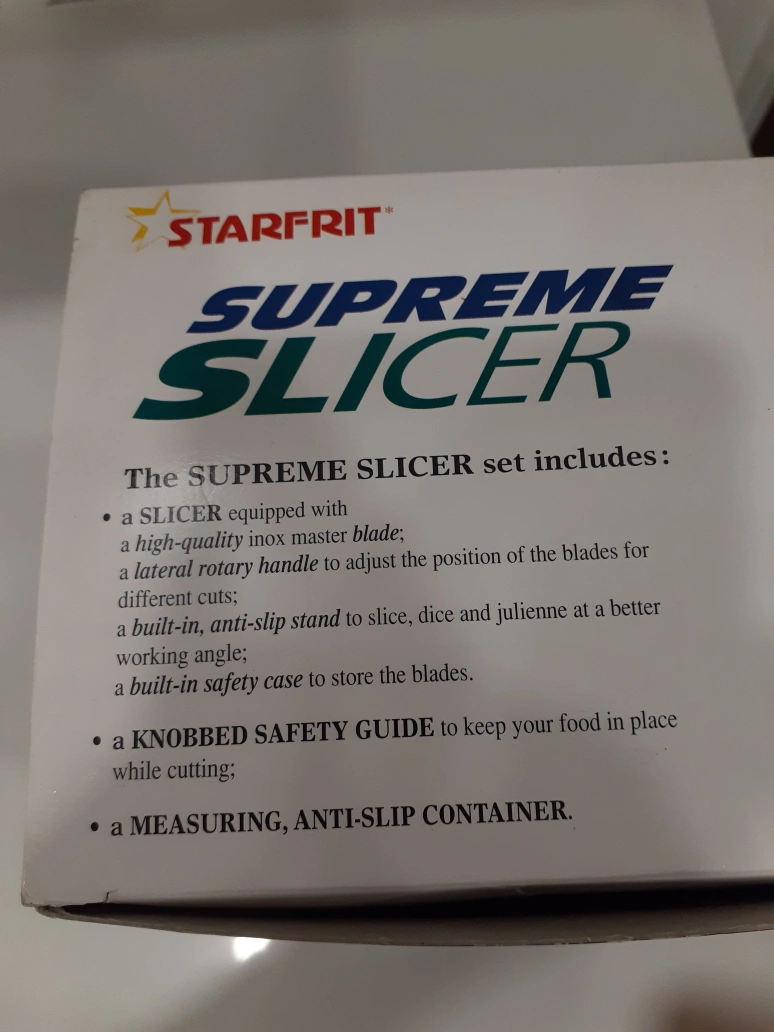 STARFRIT*
SUPREME
SLICER
The SUPREME SLICER set includes:
• a SLICER equipped with
a high-quality inox master blade;
a lateral rotary handle to adjust the position of the blades for
different cuts;
a built-in, anti-slip stand to slice, dice and julienne at a better
working angle;
a built-in safety case to store the blades.
• a KNOBBED SAFETY GUIDE to keep your food in place
while cutting;
• a MEASURING, ANTI-SLIP CONTAINER.